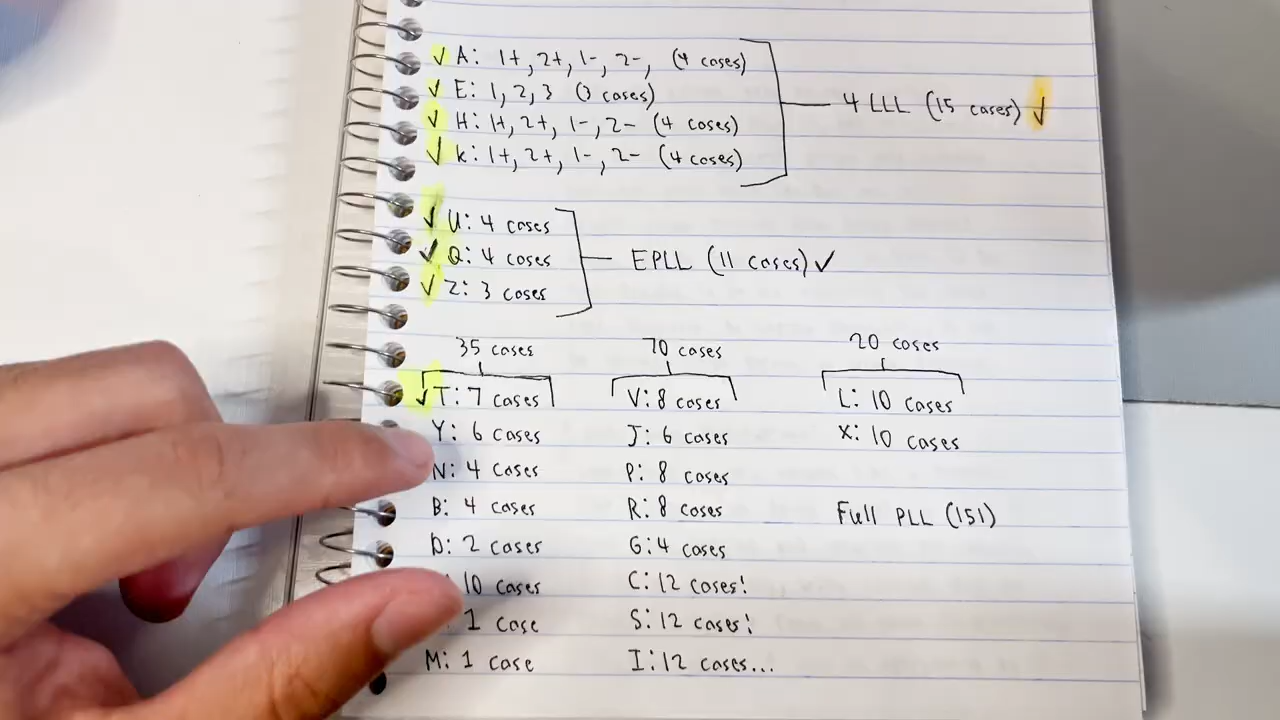 ✓ A: 1+, 2+, 1-, 2-, (4 cases)
✓ E: 1, 2, 3 (3 cases)
✓ H: 1+, 2+, 1-, 2- (4 cases)
✓ K: 1+, 2+, 1-, 2- (4 cases)
4 LLL (15 cases) ✓
✓ U: 4 cases
✓ Q: 4 cases
✓ Z: 3 cases
EPLL (11 cases) ✓
35 cases
✓ T: 7 cases
Y: 6 cases
N: 4 cases
B: 4 cases
D: 2 cases
: 10 cases
1 case
M: 1 case
70 cases
V: 8 cases
J: 6 cases
P: 8 cases
R: 8 cases
G: 4 cases
C: 12 cases!
S: 12 cases!
I: 12 cases...
20 cases
L: 10 cases
X: 10 cases
Full PLL (151)